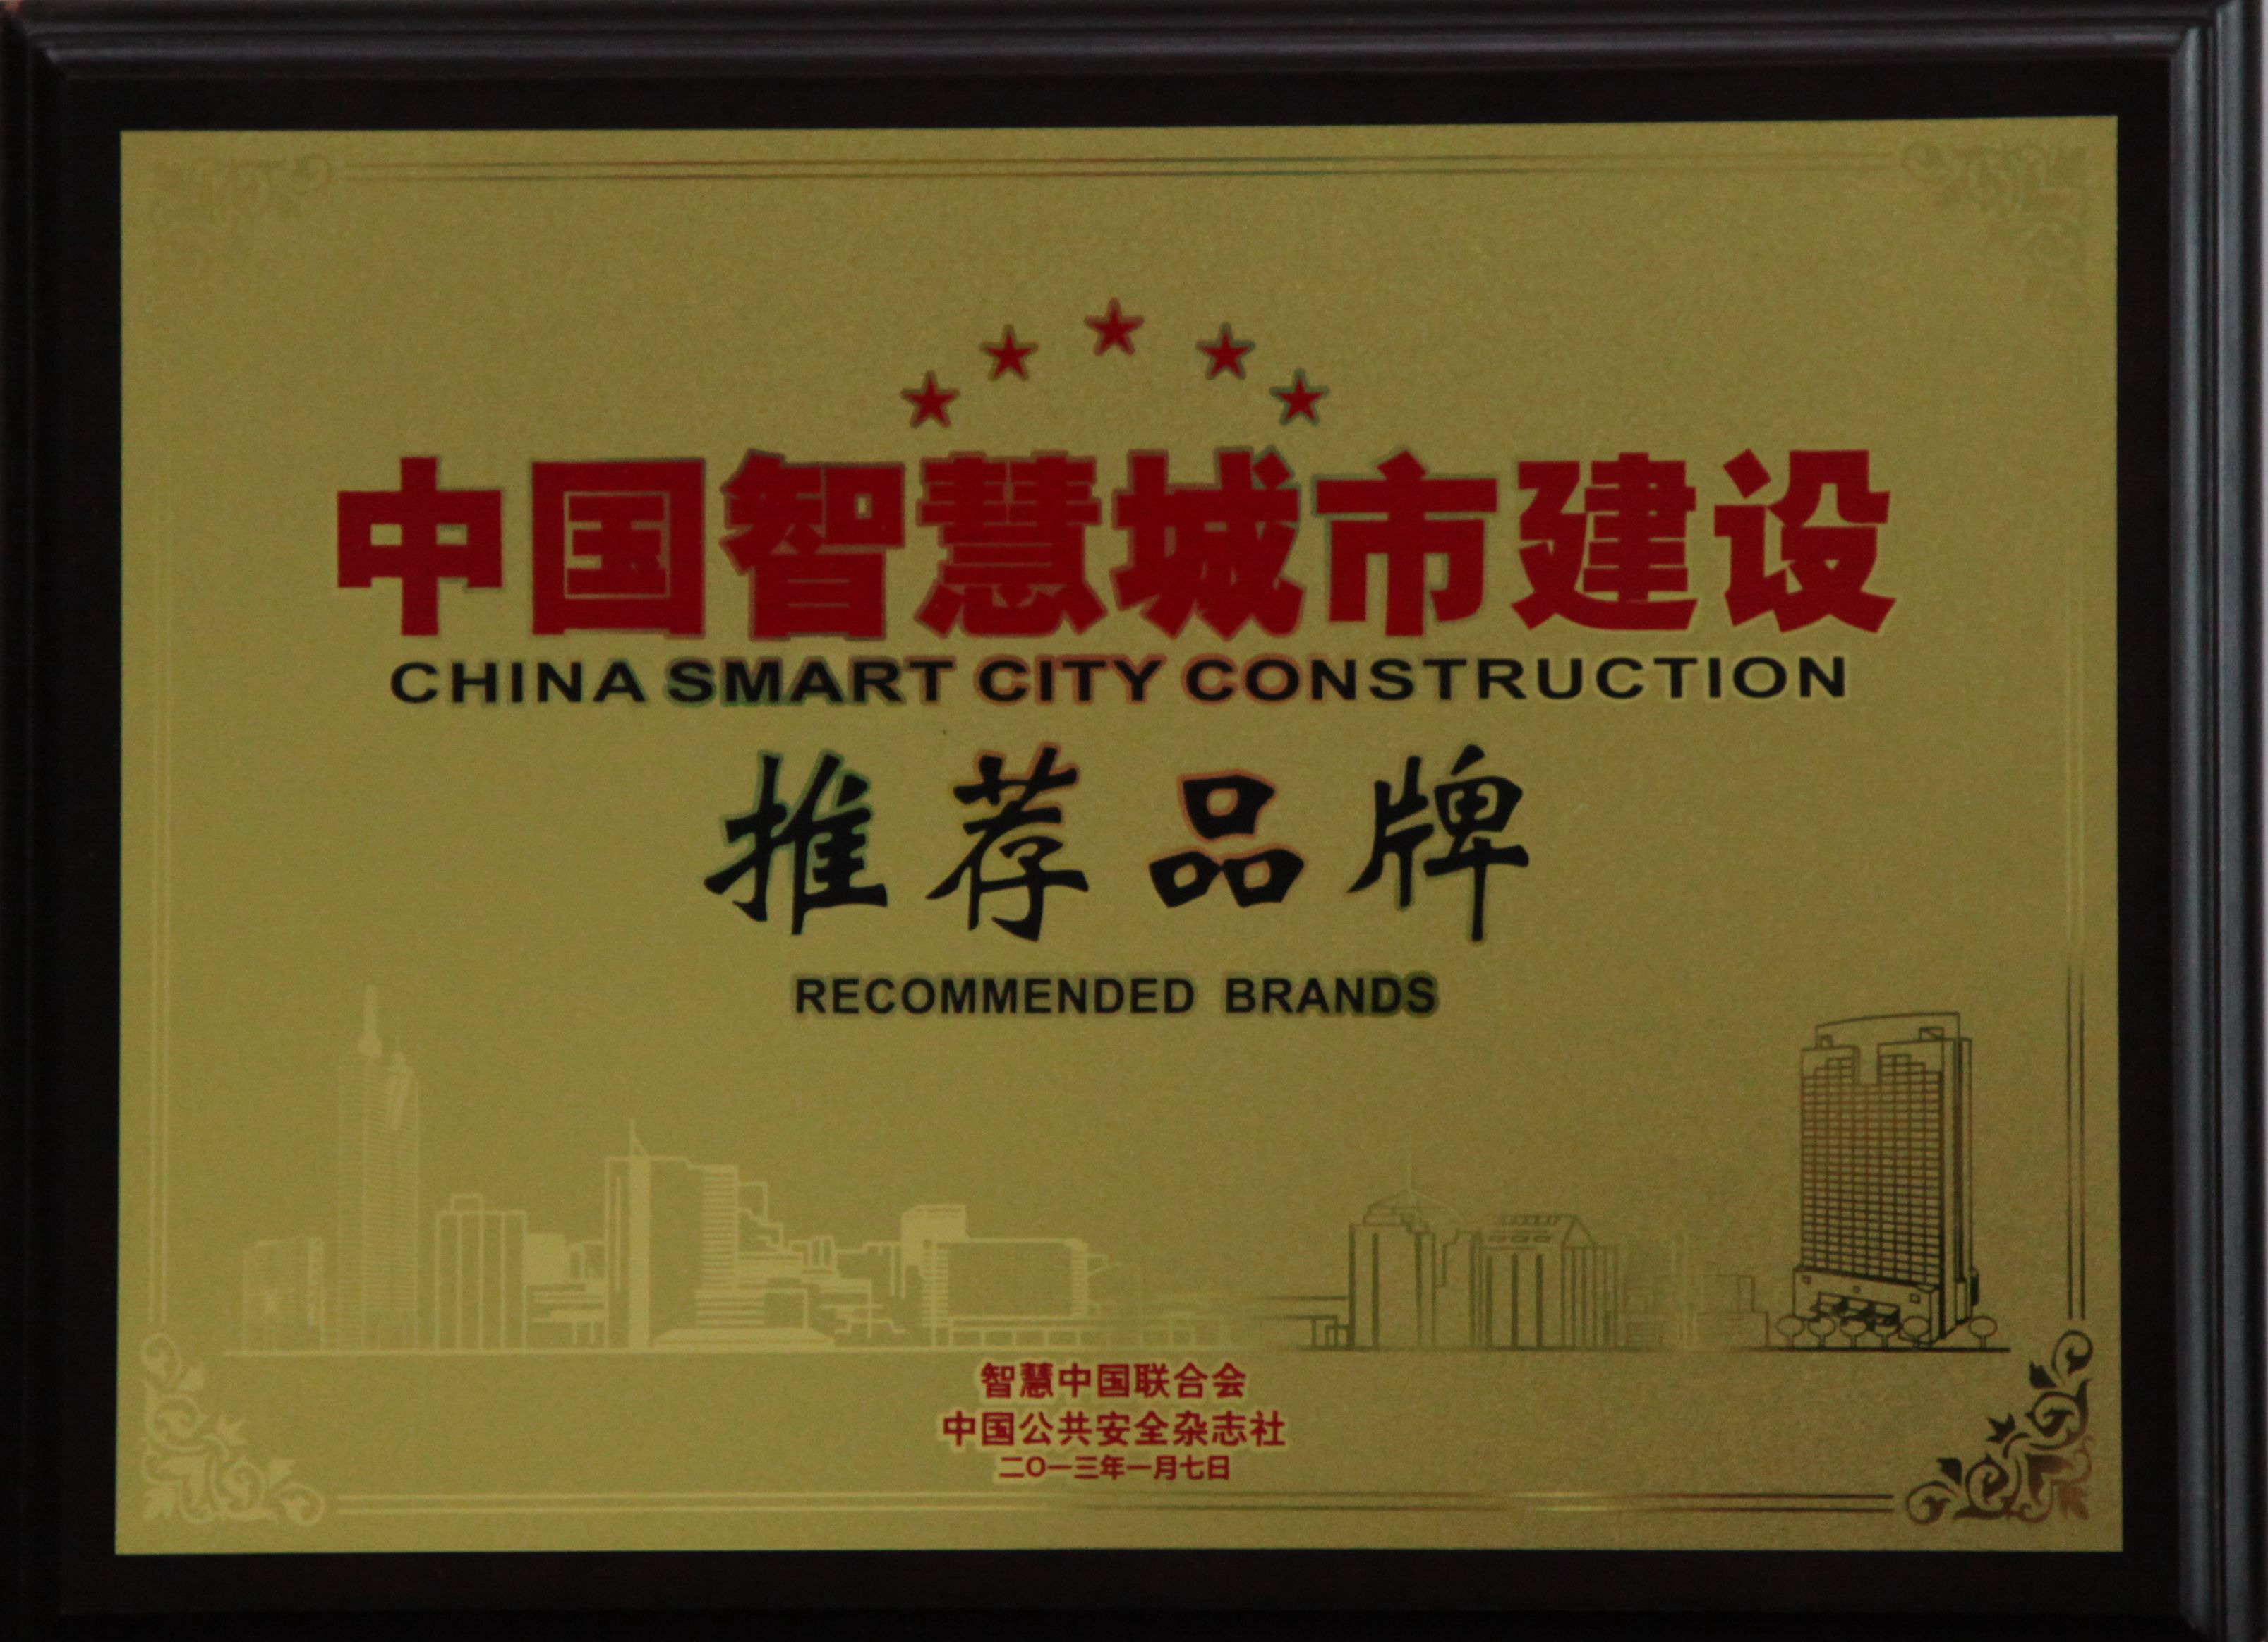 中国智慧城市建设
CHINA SMART CITY CONSTRUCTION
推荐品牌
RECOMMENDED BRANDS
智慧中国联合会
中国公共安全杂志社
二O一三年一月七日